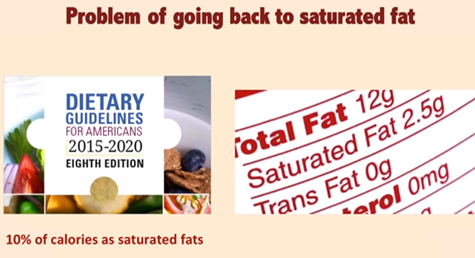 Problem of going back to saturated fat
DIETARY
GUIDELINES
FOR AMERICANS
2015-2020
EIGHTH EDITION
10% of calories as saturated fats
Total Fat 12g
Saturated Fat 2.5g
Trans Fat 0g
0mg